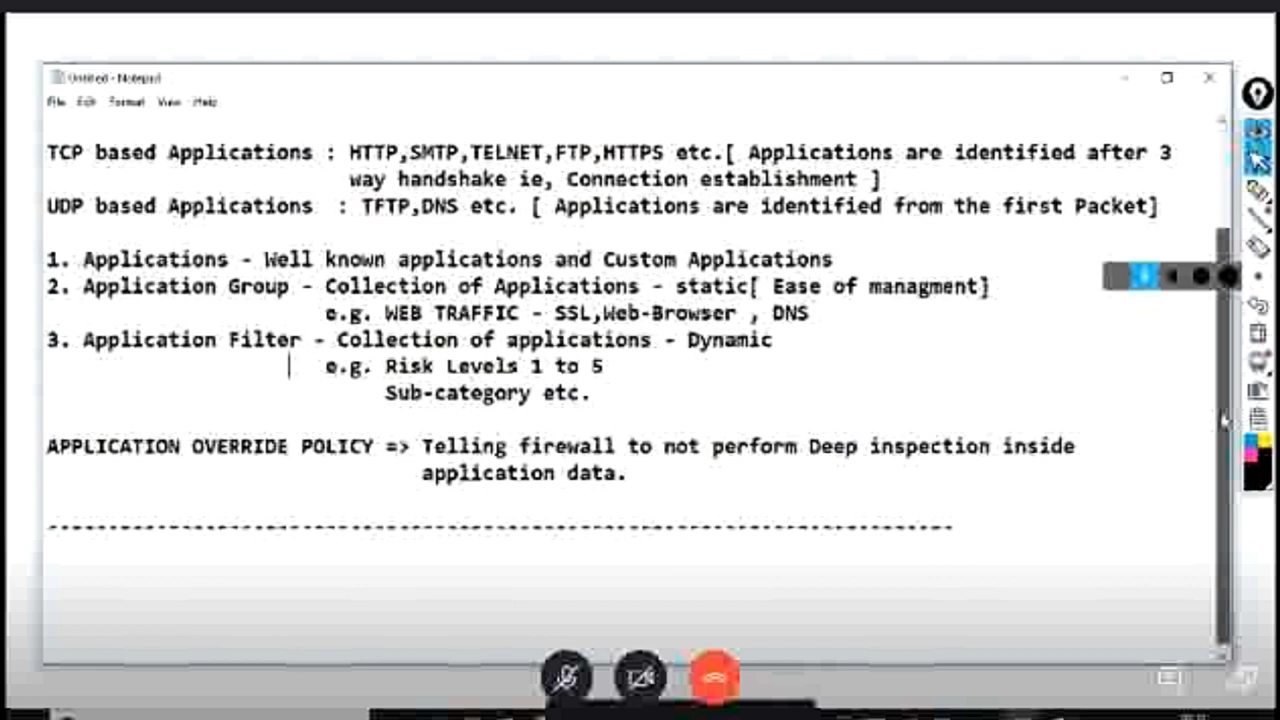 Untitled - Notepad
File Edit Format View Help
TCP based Applications : HTTP,SMTP,TELNET,FTP,HTTPS etc.[ Applications are identified after 3
way handshake ie, Connection establishment ]
UDP based Applications : TFTP,DNS etc. [ Applications are identified from the first Packet]
1. Applications - Well known applications and Custom Applications
2. Application Group - Collection of Applications - static[ Ease of managment]
e.g. WEB TRAFFIC - SSL,Web-Browser , DNS
3. Application Filter - Collection of applications - Dynamic
e.g. Risk Levels 1 to 5
Sub-category etc.
APPLICATION OVERRIDE POLICY => Telling firewall to not perform Deep inspection inside
application data.